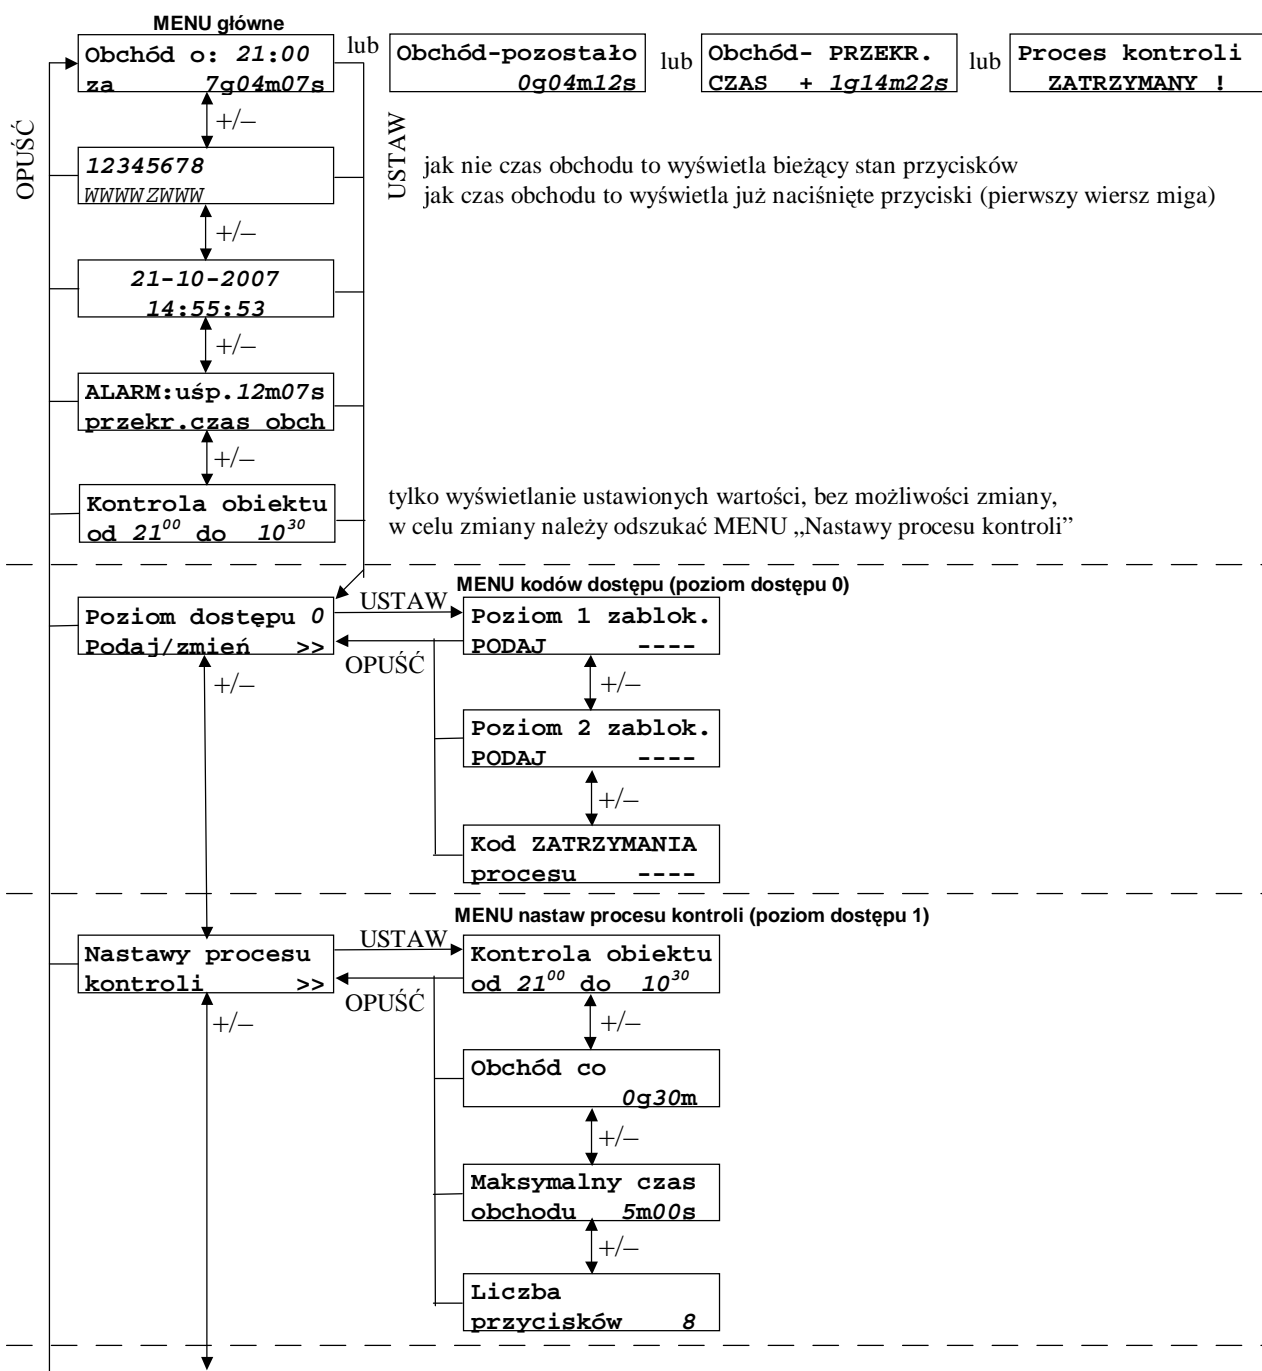 MENU główne
Obchód o: 21:00
za 7g04m07s
lub
Obchód-pozostało
0g04m12s
lub
Obchód- PRZEKR.
CZAS + 1g14m22s
lub
Proces kontroli
ZATRZYMANY !
OPUŚĆ
USTAW
+/–
12345678
WWWWZWWW
jak nie czas obchodu to wyświetla bieżący stan przycisków
jak czas obchodu to wyświetla już naciśnięte przyciski (pierwszy wiersz miga)
+/–
21-10-2007
14:55:53
+/–
ALARM:uśp.12m07s
przekr.czas obch
+/–
Kontrola obiektu
od 21⁰⁰ do 10³⁰
tylko wyświetlanie ustawionych wartości, bez możliwości zmiany,
w celu zmiany należy odszukać MENU „Nastawy procesu kontroli”
MENU kodów dostępu (poziom dostępu 0)
Poziom dostępu 0
Podaj/zmień >>
USTAW
OPUŚĆ
Poziom 1 zablok.
PODAJ ----
+/–
+/–
Poziom 2 zablok.
PODAJ ----
+/–
Kod ZATRZYMANIA
procesu ----
MENU nastaw procesu kontroli (poziom dostępu 1)
Nastawy procesu
kontroli >>
USTAW
OPUŚĆ
Kontrola obiektu
od 21⁰⁰ do 10³⁰
+/–
+/–
Obchód co
0g30m
+/–
Maksymalny czas
obchodu 5m00s
+/–
Liczba
przycisków 8